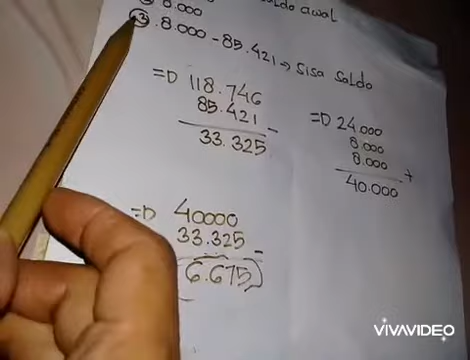 8.000 saldo awal
③ .8.000 - 85.421 → Sisa Saldo
=D 118.746
85.421 -
33.325
=D 24.000
8.000
8.000 +
40.000
=D 40000
33.325 -
6.675
VIVAVIDEO